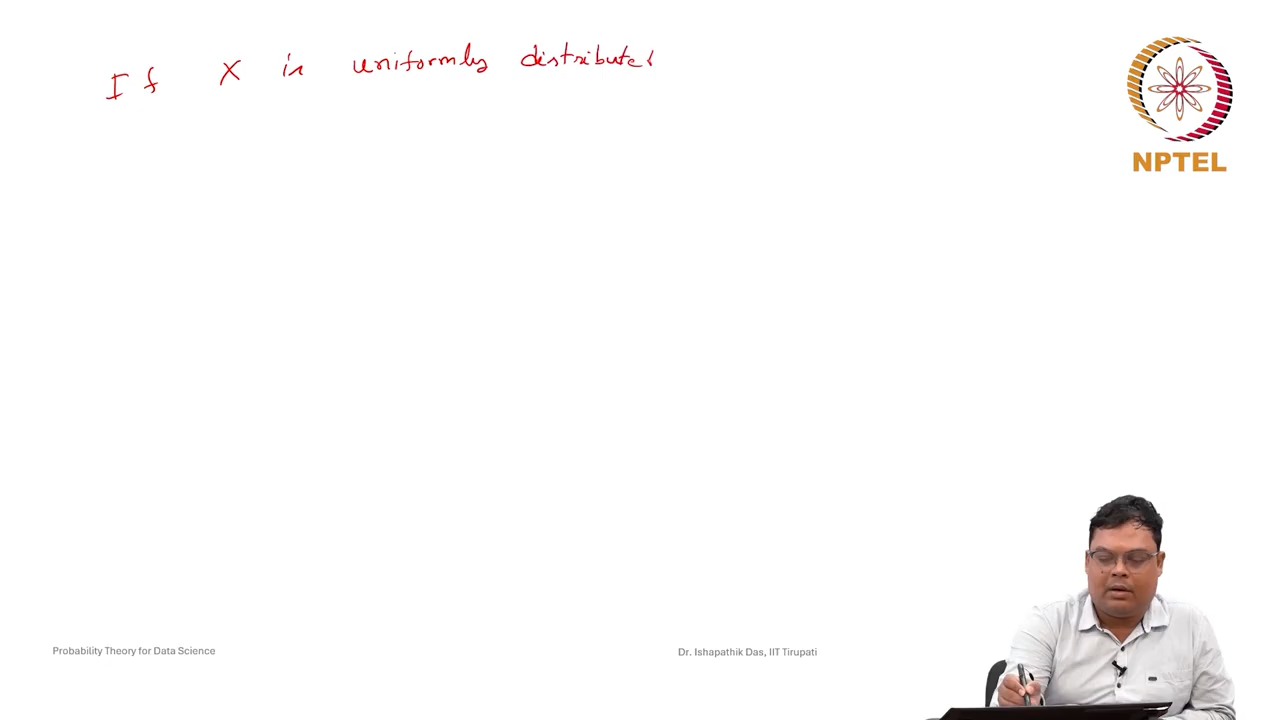 If X is uniformly distributed
NPTEL
Probability Theory for Data Science
Dr. Ishapathik Das, IIT Tirupati